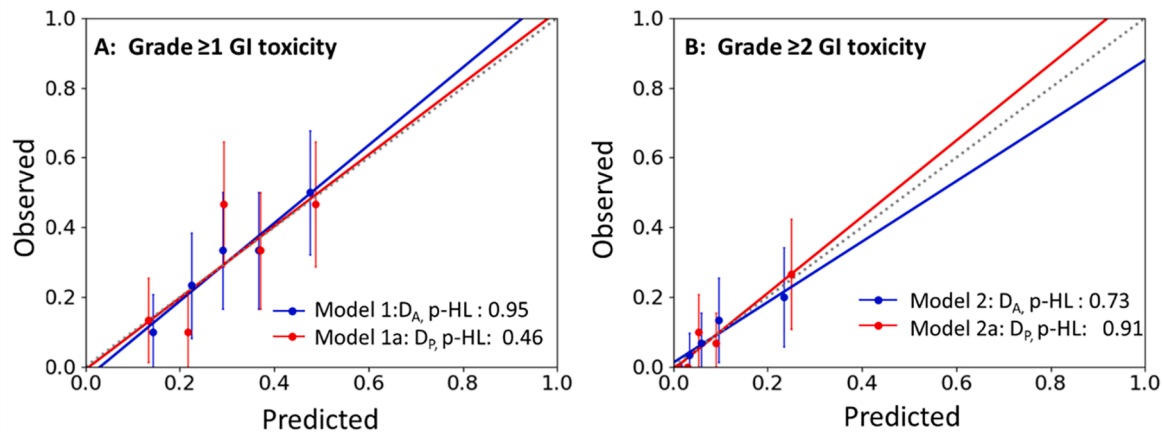 A: Grade ≥1 GI toxicity
1.0
0.8
0.6
0.4
0.2
0.0
Observed
Model 1:D_A, p-HL : 0.95
Model 1a: D_P, p-HL: 0.46
0.0 0.2 0.4 0.6 0.8 1.0
Predicted
B: Grade ≥2 GI toxicity
1.0
0.8
0.6
0.4
0.2
0.0
Observed
Model 2: D_A, p-HL : 0.73
Model 2a: D_P, p-HL: 0.91
0.0 0.2 0.4 0.6 0.8 1.0
Predicted